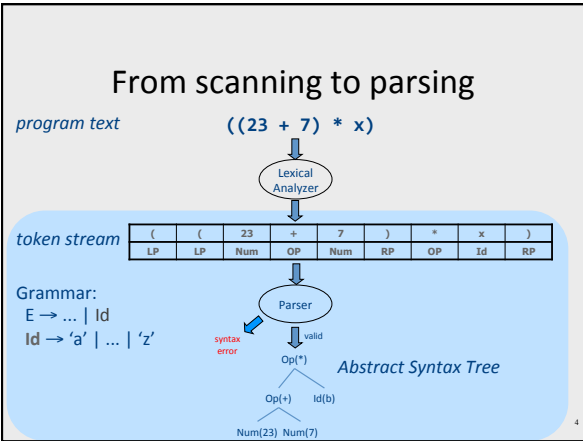 From scanning to parsing
program text
((23 + 7) * x)
Lexical
Analyzer
token stream
( ( 23 + 7 ) * x )
LP LP Num OP Num RP OP Id RP
Grammar:
E → ... | Id
Id → ‘a’ | ... | ‘z’
Parser
syntax
error
valid
Op(*)
Abstract Syntax Tree
Op(+) Id(b)
Num(23) Num(7)
4